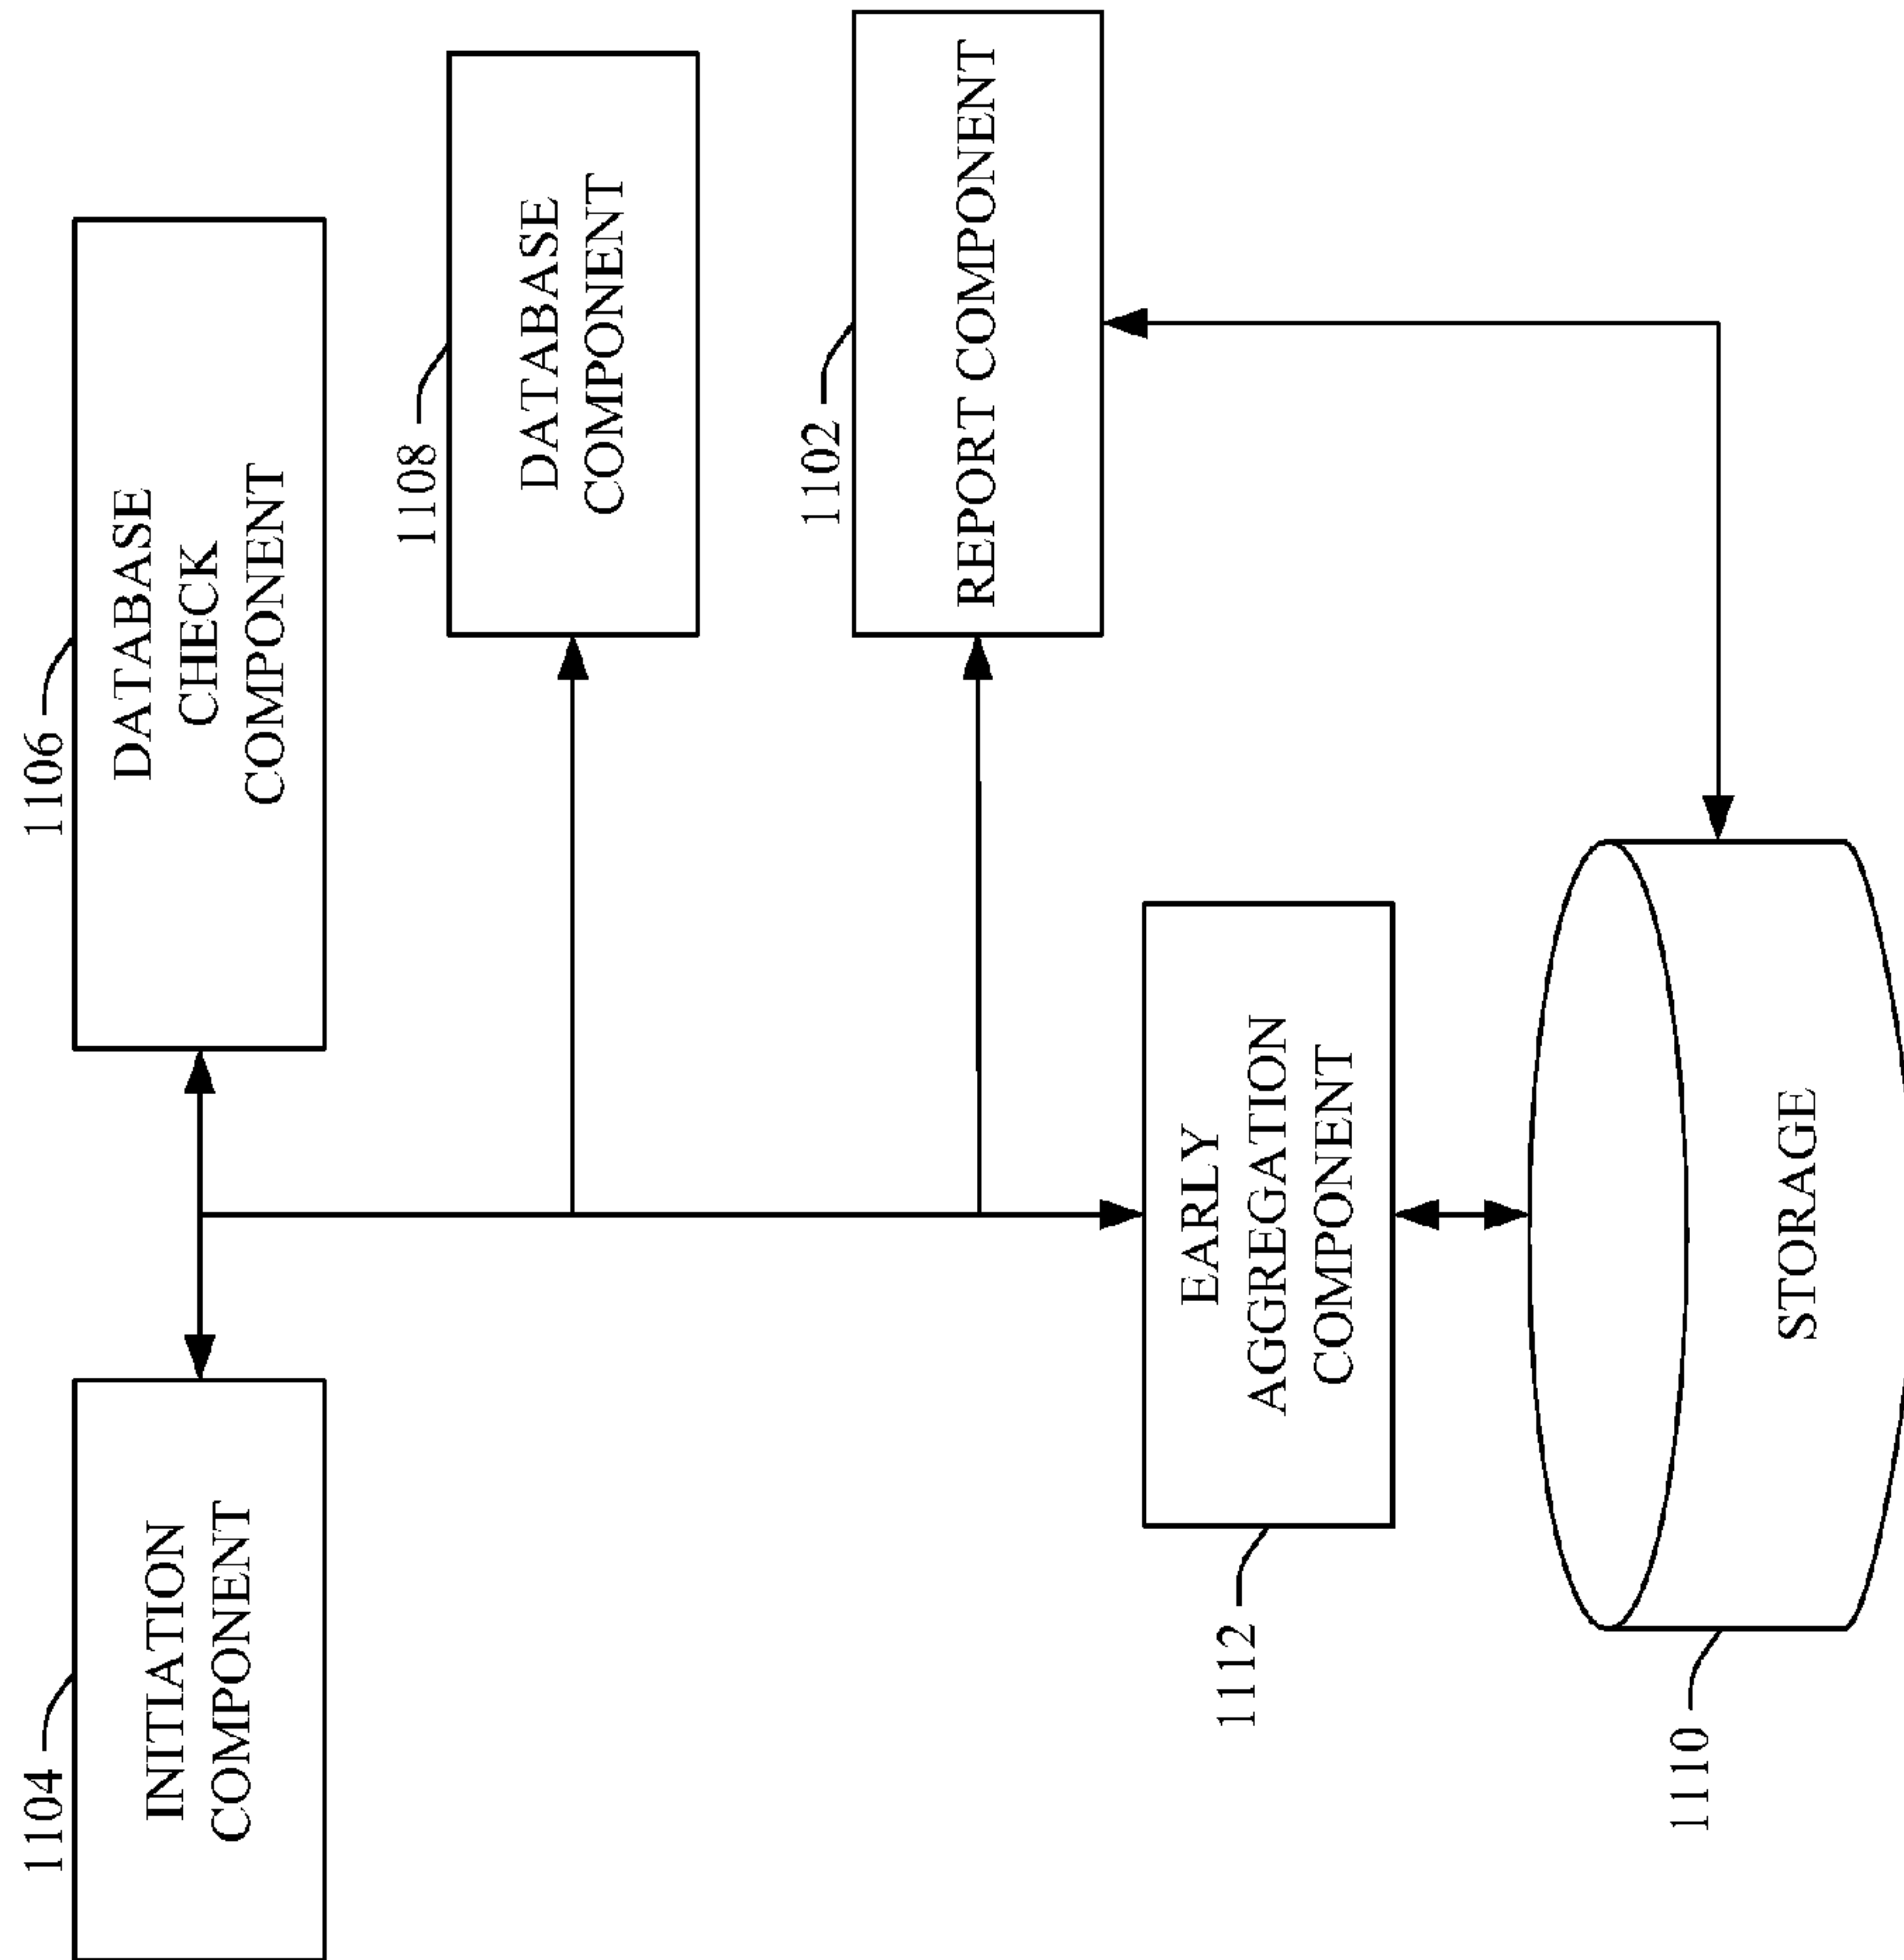 1104
INITIATION
COMPONENT
1106
DATABASE
CHECK
COMPONENT
1108
DATABASE
COMPONENT
1102
REPORT COMPONENT
1112
EARLY
AGGREGATION
COMPONENT
1110
STORAGE